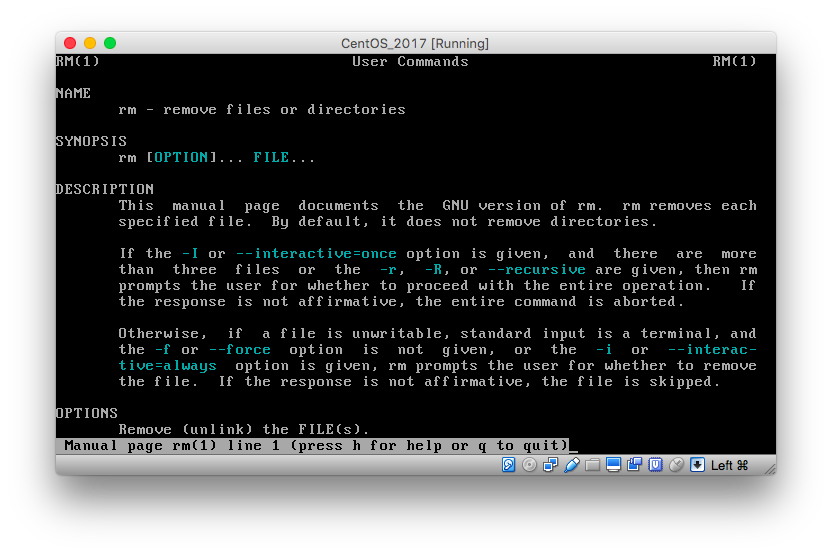 CentOS_2017 [Running]
RM(1) User Commands RM(1)
NAME
rm - remove files or directories
SYNOPSIS
rm [OPTION]... FILE...
DESCRIPTION
This manual page documents the GNU version of rm. rm removes each
specified file. By default, it does not remove directories.
If the -I or --interactive=once option is given, and there are more
than three files or the -r, -R, or --recursive are given, then rm
prompts the user for whether to proceed with the entire operation. If
the response is not affirmative, the entire command is aborted.
Otherwise, if a file is unwritable, standard input is a terminal, and
the -f or --force option is not given, or the -i or --interac-
tive=always option is given, rm prompts the user for whether to remove
the file. If the response is not affirmative, the file is skipped.
OPTIONS
Remove (unlink) the FILE(s).
Manual page rm(1) line 1 (press h for help or q to quit)_
Left ⌘